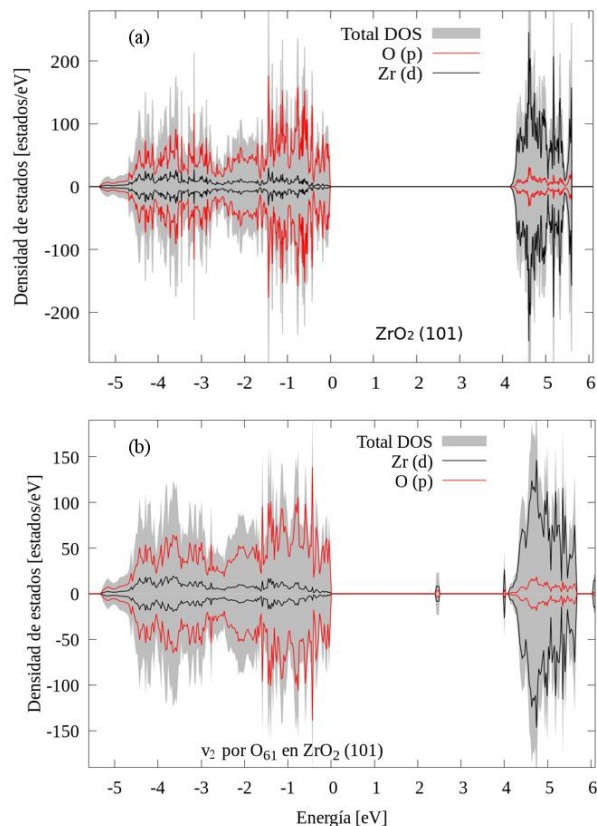 (a)
Total DOS
O (p)
Zr (d)
Densidad de estados [estados/eV]
200
100
0
-100
-200
ZrO₂ (101)
-5 -4 -3 -2 -1 0 1 2 3 4 5 6
(b)
Total DOS
Zr (d)
O (p)
Densidad de estados [estados/eV]
150
100
50
0
-50
-100
-150
v₂ por O₆₁ en ZrO₂ (101)
-5 -4 -3 -2 -1 0 1 2 3 4 5 6
Energía [eV]